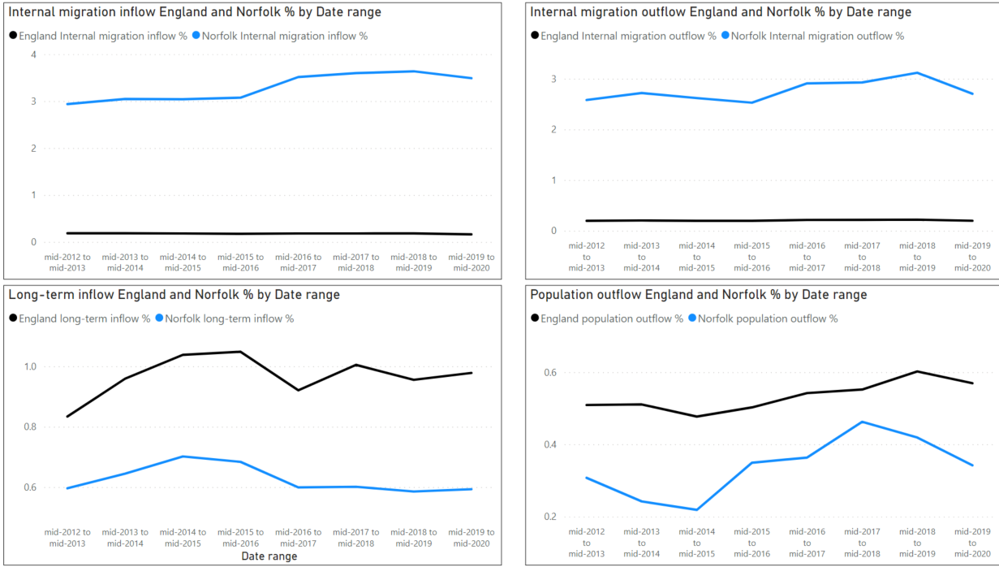 Internal migration inflow England and Norfolk % by Date range
England Internal migration inflow % Norfolk Internal migration inflow %
4
3
2
1
0
mid-2012 to mid-2013 mid-2014 mid-2015 mid-2016 mid-2017 mid-2018 mid-2019 to
mid-2013 to
mid-2014
mid-2014 to
mid-2015
mid-2015 to
mid-2016
mid-2016 to
mid-2017
mid-2017 to
mid-2018
mid-2018 to
mid-2019
mid-2019 to
mid-2020
Internal migration outflow England and Norfolk % by Date range
England Internal migration outflow % Norfolk Internal migration outflow %
3
2
1
0
mid-2012 mid-2013 mid-2014 mid-2015 mid-2016 mid-2017 mid-2018 mid-2019
to to to to to to to to
mid-2013 mid-2014 mid-2015 mid-2016 mid-2017 mid-2018 mid-2019 mid-2020
Long-term inflow England and Norfolk % by Date range
England long-term inflow % Norfolk long-term inflow %
1.0
0.8
0.6
mid-2012 to mid-2013 to mid-2014 to mid-2015 to mid-2016 to mid-2017 to mid-2018 to mid-2019 to
mid-2013 mid-2014 mid-2015 mid-2016 mid-2017 mid-2018 mid-2019 mid-2020
Date range
Population outflow England and Norfolk % by Date range
England population outflow % Norfolk population outflow %
0.6
0.4
0.2
mid-2012 mid-2013 mid-2014 mid-2015 mid-2016 mid-2017 mid-2018 mid-2019
to to to to to to to to
mid-2013 mid-2014 mid-2015 mid-2016 mid-2017 mid-2018 mid-2019 mid-2020